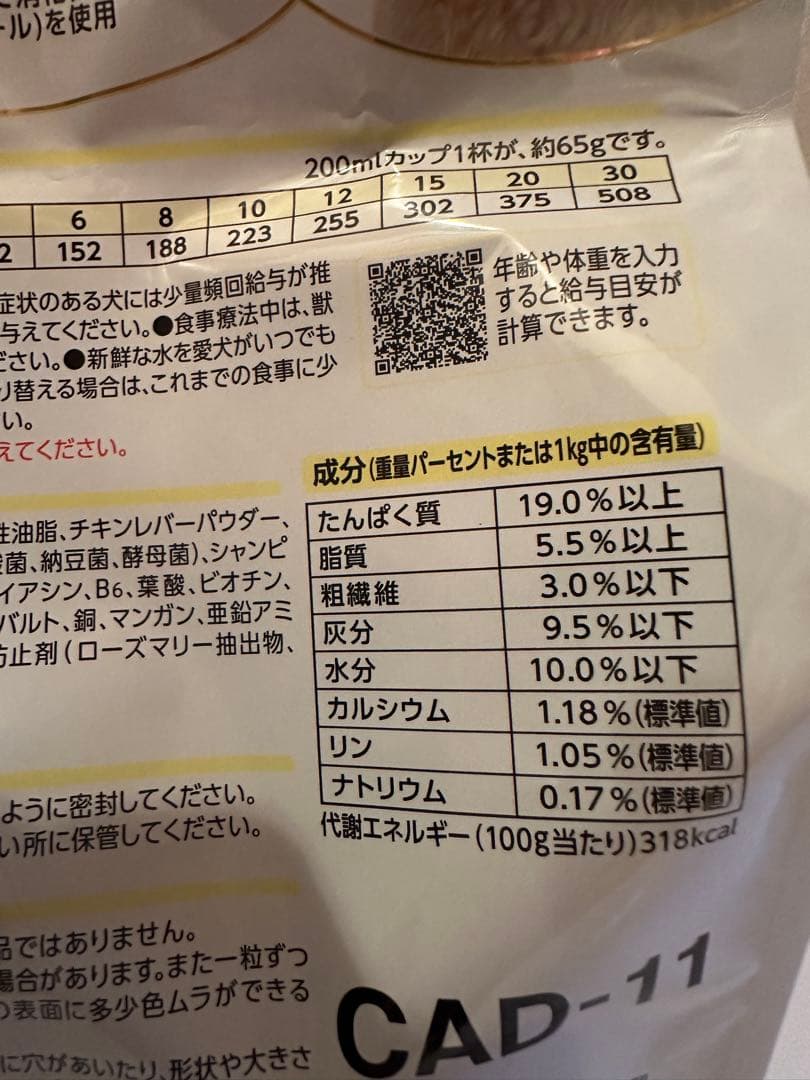 ール)を使用
200mlカップ1杯が、約65gです。
6 8 10 12 15 20 30
2 152 188 223 255 302 375 508
症状のある犬には少量頻回給与が推
与えてください。●食事療法中は、獣
ださい。●新鮮な水を愛犬がいつでも
り替える場合は、これまでの食事に少
い。
えてください。
年齢や体重を入力
すると給与目安が
計算できます。
成分(重量パーセントまたは1kg中の含有量)
たんぱく質 19.0%以上
脂質 5.5%以上
粗繊維 3.0%以下
灰分 9.5%以下
水分 10.0%以下
カルシウム 1.18%(標準値)
リン 1.05%(標準値)
ナトリウム 0.17%(標準値)
代謝エネルギー(100g当たり)318kcal
性油脂、チキンレバーパウダー、
酸菌、納豆菌、酵母菌)、シャンピ
イアシン、B6、葉酸、ビオチン、
バルト、銅、マンガン、亜鉛アミ
防止剤(ローズマリー抽出物、
ように密封してください。
い所に保管してください。
品ではありません。
場合があります。また一粒ずつ
の表面に多少色ムラができる
に穴があいたり、形状や大きさ
CAD-11